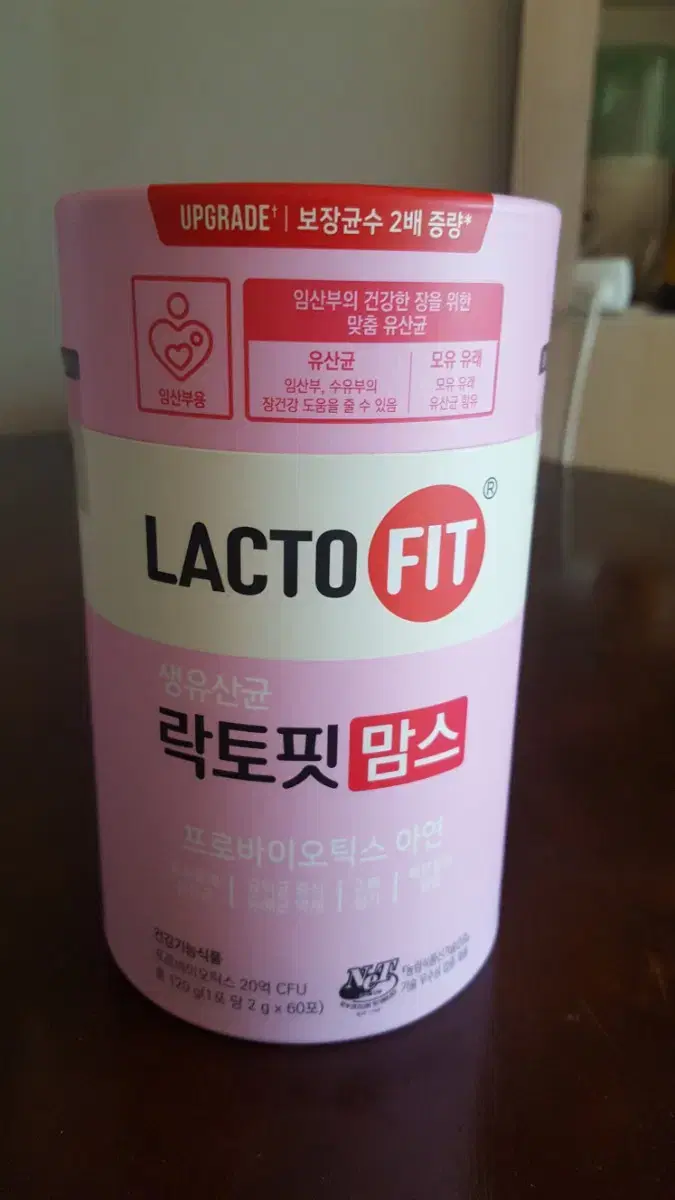 UPGRADE† | 보장균수 2배 증량*
임산부의 건강한 장을 위한
맞춤 유산균
임산부용
유산균
임산부, 수유부의
장건강 도움을 줄 수 있음
모유 유래
모유 유래
유산균 함유
LACTO FIT®
생유산균
락토핏 맘스
프로바이오틱스 아연
건강기능식품
프로바이오틱스 20억 CFU
총 120 g(1포 당 2 g x 60포)
NeT